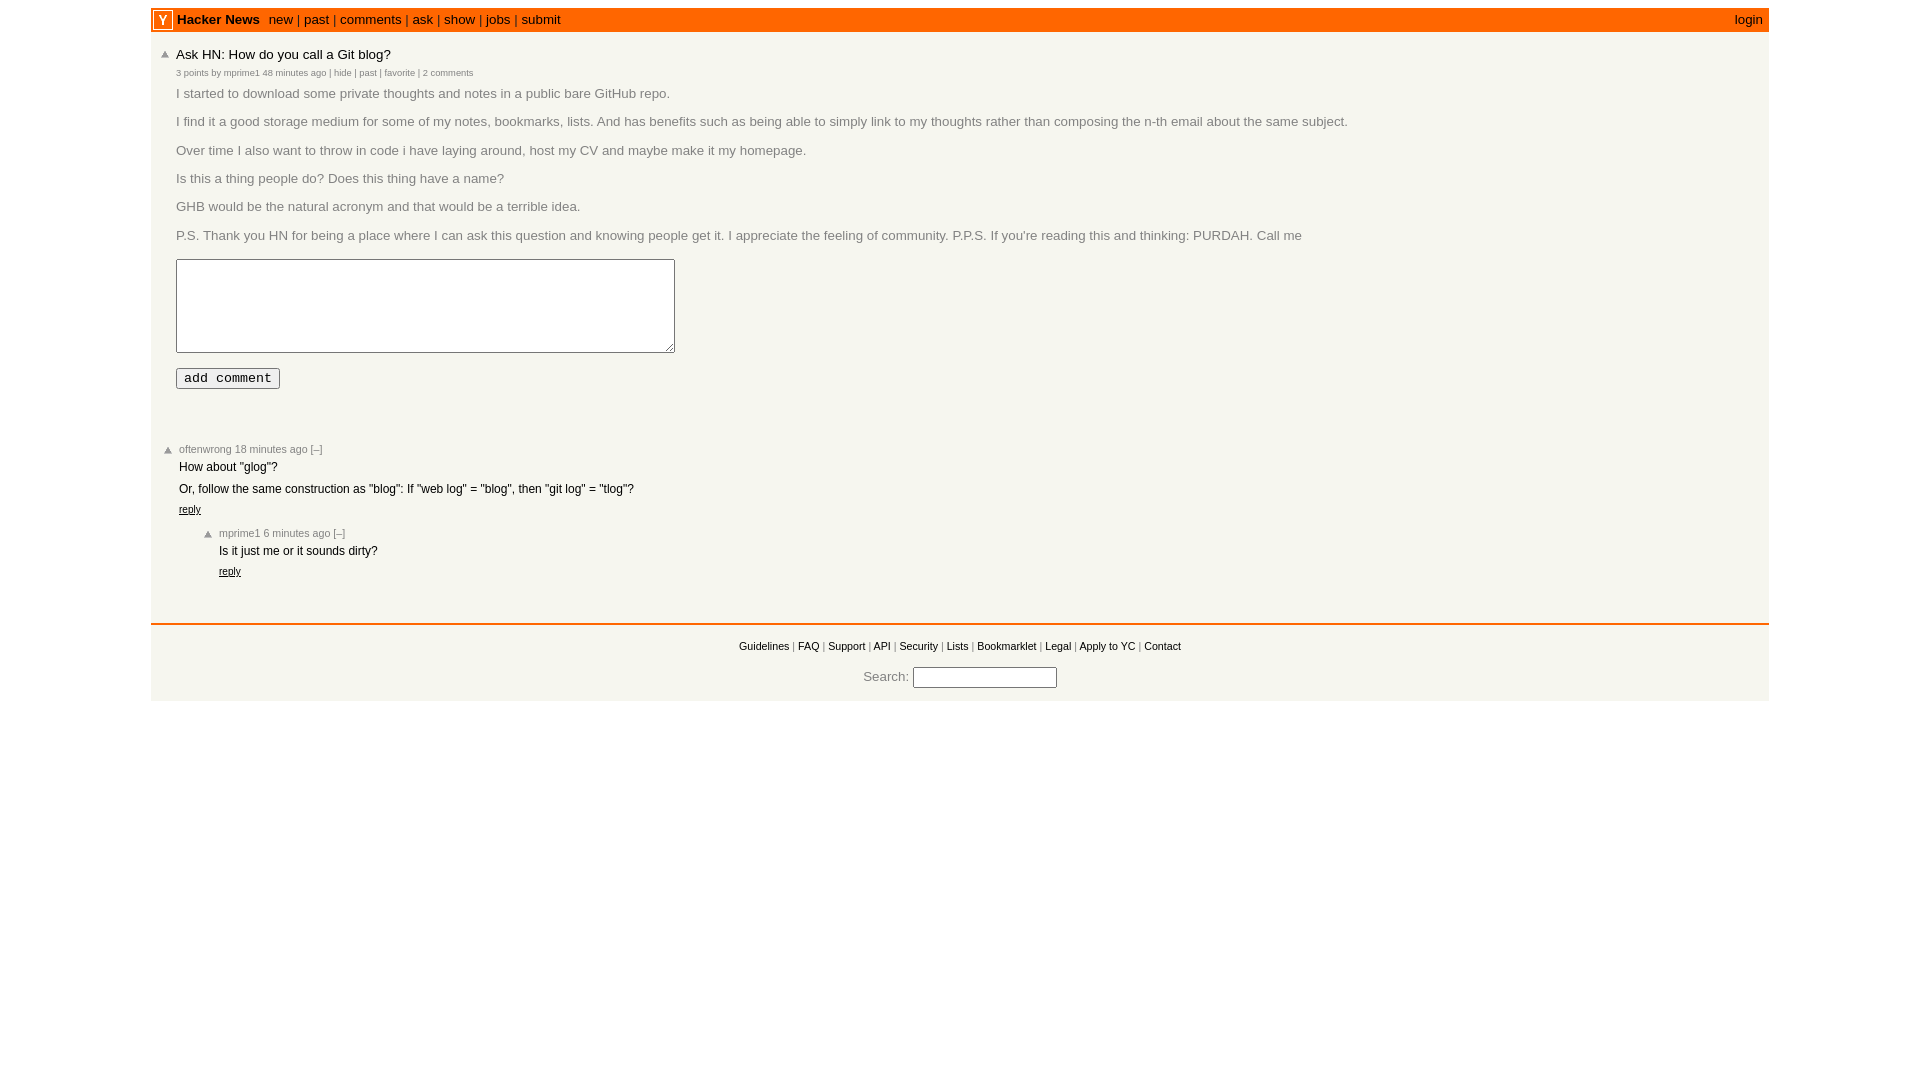 Y Hacker News new | past | comments | ask | show | jobs | submit login
Ask HN: How do you call a Git blog?
3 points by mprime1 48 minutes ago | hide | past | favorite | 2 comments
I started to download some private thoughts and notes in a public bare GitHub repo.
I find it a good storage medium for some of my notes, bookmarks, lists. And has benefits such as being able to simply link to my thoughts rather than composing the n-th email about the same subject.
Over time I also want to throw in code i have laying around, host my CV and maybe make it my homepage.
Is this a thing people do? Does this thing have a name?
GHB would be the natural acronym and that would be a terrible idea.
P.S. Thank you HN for being a place where I can ask this question and knowing people get it. I appreciate the feeling of community. P.P.S. If you're reading this and thinking: PURDAH. Call me
add comment
oftenwrong 18 minutes ago [–]
How about "glog"?
Or, follow the same construction as "blog": If "web log" = "blog", then "git log" = "tlog"?
reply
mprime1 6 minutes ago [–]
Is it just me or it sounds dirty?
reply
Guidelines | FAQ | Support | API | Security | Lists | Bookmarklet | Legal | Apply to YC | Contact
Search: